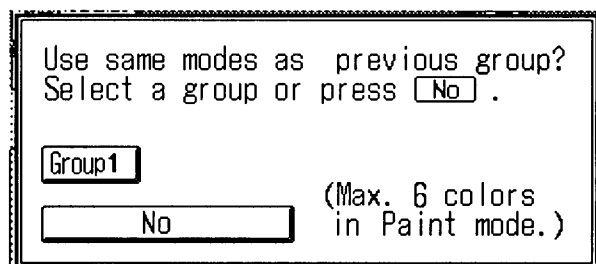 Use same modes as previous group?
Select a group or press No .
Group1
(Max. 6 colors
No in Paint mode.)